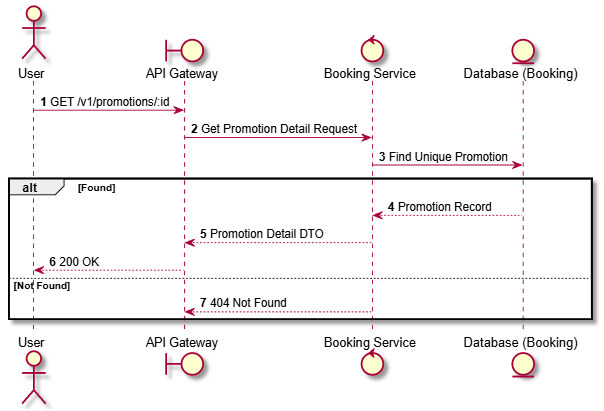 User
API Gateway
Booking Service
Database (Booking)
1 GET /v1/promotions/:id
2 Get Promotion Detail Request
3 Find Unique Promotion
alt [Found]
4 Promotion Record
5 Promotion Detail DTO
6 200 OK
[Not Found]
7 404 Not Found
User
API Gateway
Booking Service
Database (Booking)